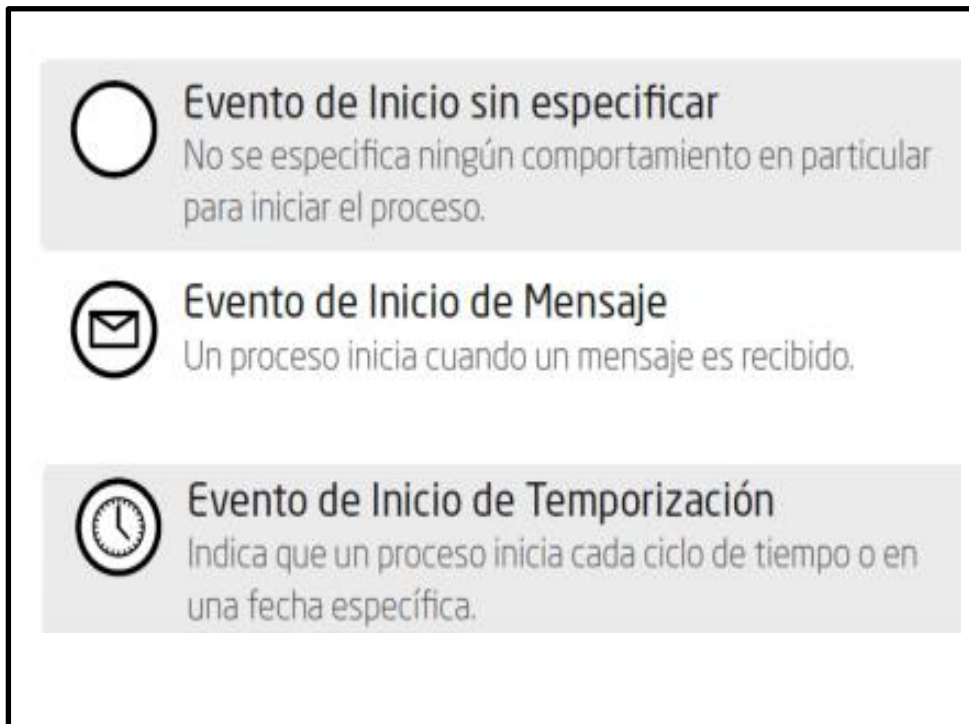 Evento de Inicio sin especificar
No se especifica ningún comportamiento en particular
para iniciar el proceso.
Evento de Inicio de Mensaje
Un proceso inicia cuando un mensaje es recibido.
Evento de Inicio de Temporización
Indica que un proceso inicia cada ciclo de tiempo o en
una fecha específica.